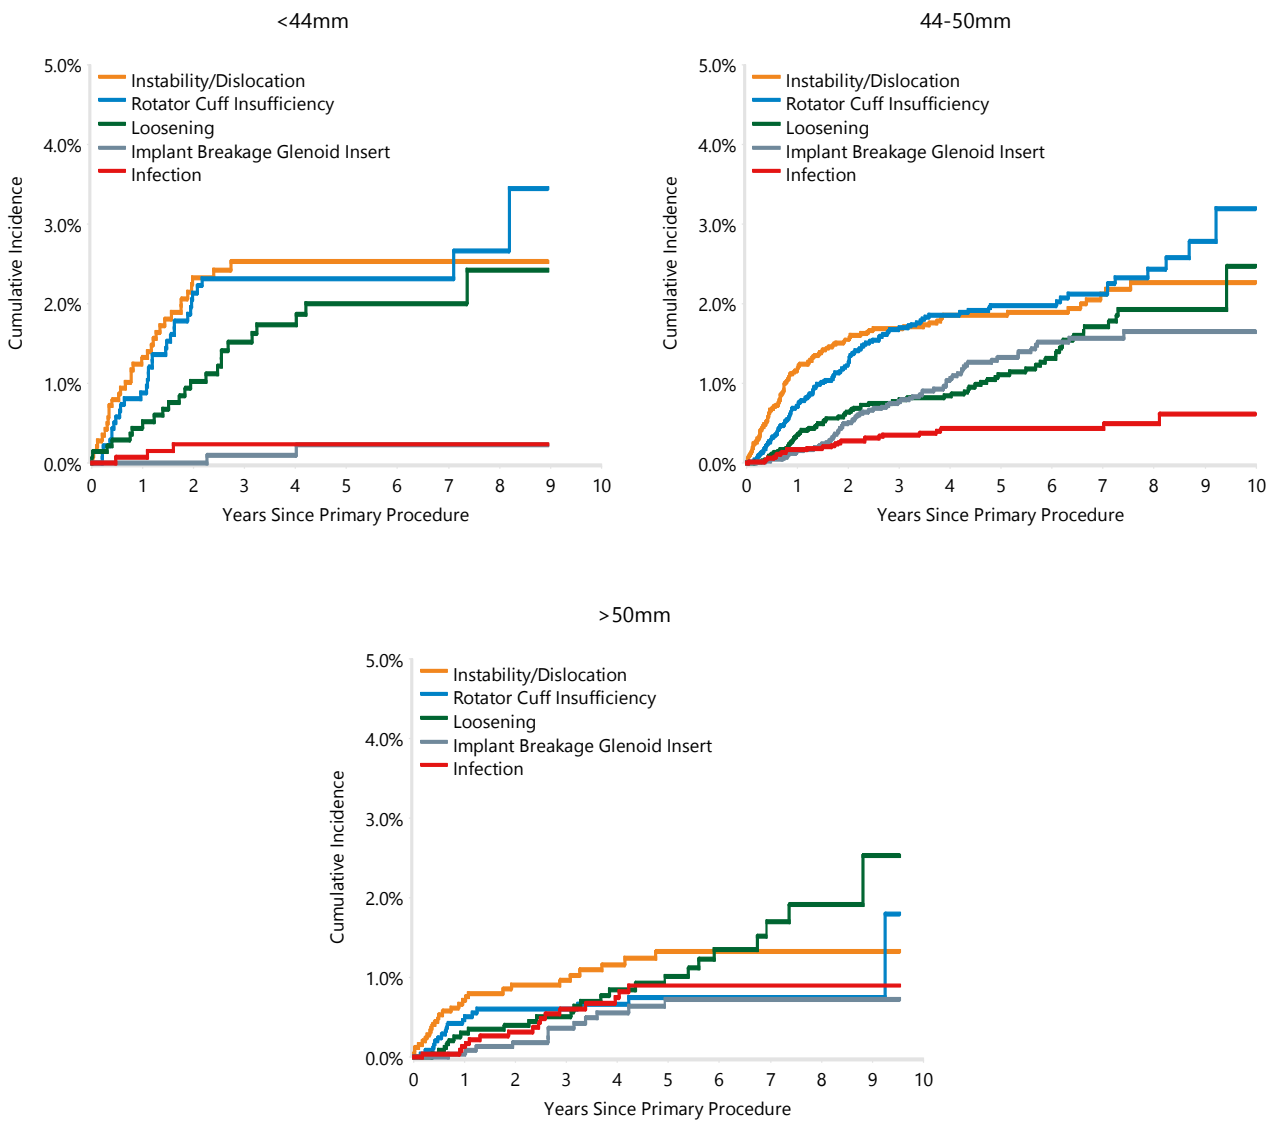 <44mm
5.0%
4.0%
3.0%
2.0%
1.0%
0.0%
Cumulative Incidence
Instability/Dislocation
Rotator Cuff Insufficiency
Loosening
Implant Breakage Glenoid Insert
Infection
0 1 2 3 4 5 6 7 8 9 10
Years Since Primary Procedure
44-50mm
5.0%
4.0%
3.0%
2.0%
1.0%
0.0%
Cumulative Incidence
Instability/Dislocation
Rotator Cuff Insufficiency
Loosening
Implant Breakage Glenoid Insert
Infection
0 1 2 3 4 5 6 7 8 9 10
Years Since Primary Procedure
>50mm
5.0%
4.0%
3.0%
2.0%
1.0%
0.0%
Cumulative Incidence
Instability/Dislocation
Rotator Cuff Insufficiency
Loosening
Implant Breakage Glenoid Insert
Infection
0 1 2 3 4 5 6 7 8 9 10
Years Since Primary Procedure